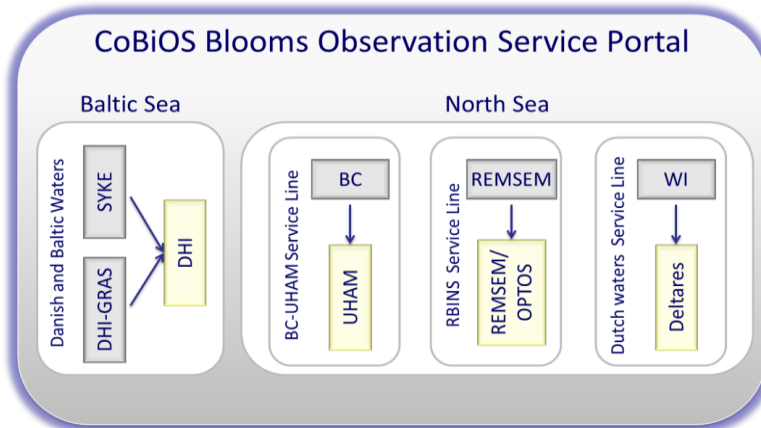 CoBiOS Blooms Observation Service Portal
Baltic Sea
Danish and Baltic Waters
SYKE
DHI-GRAS
DHI
North Sea
BC-UHAM Service Line
BC
UHAM
RBINS Service Line
REMSEM
REMSEM/
OPTOS
Dutch waters Service Line
WI
Deltares